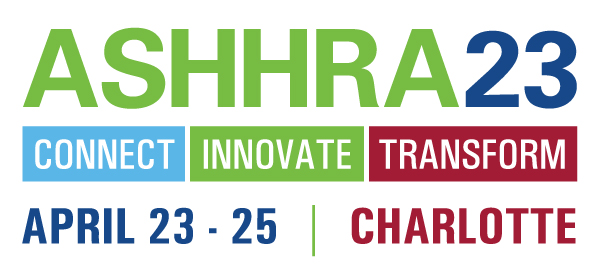 ASHHRA23
CONNECT INNOVATE TRANSFORM
APRIL 23 - 25 | CHARLOTTE